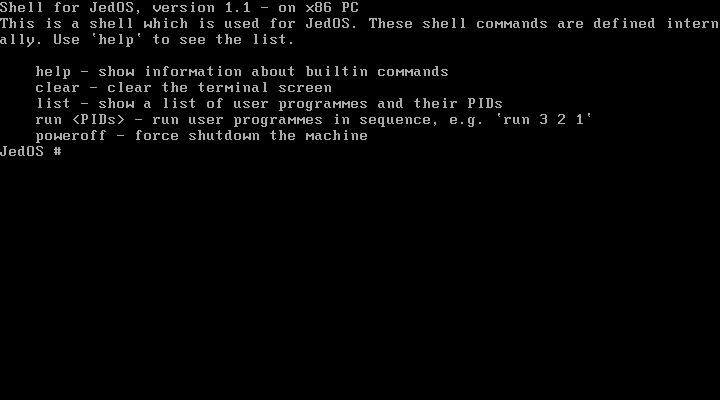 Shell for JedOS, version 1.1 - on x86 PC
This is a shell which is used for JedOS. These shell commands are defined intern
ally. Use `help` to see the list.
    help - show information about builtin commands
    clear - clear the terminal screen
    list - show a list of user programmes and their PIDs
    run <PIDs> - run user programmes in sequence, e.g. `run 3 2 1`
    poweroff - force shutdown the machine
JedOS #